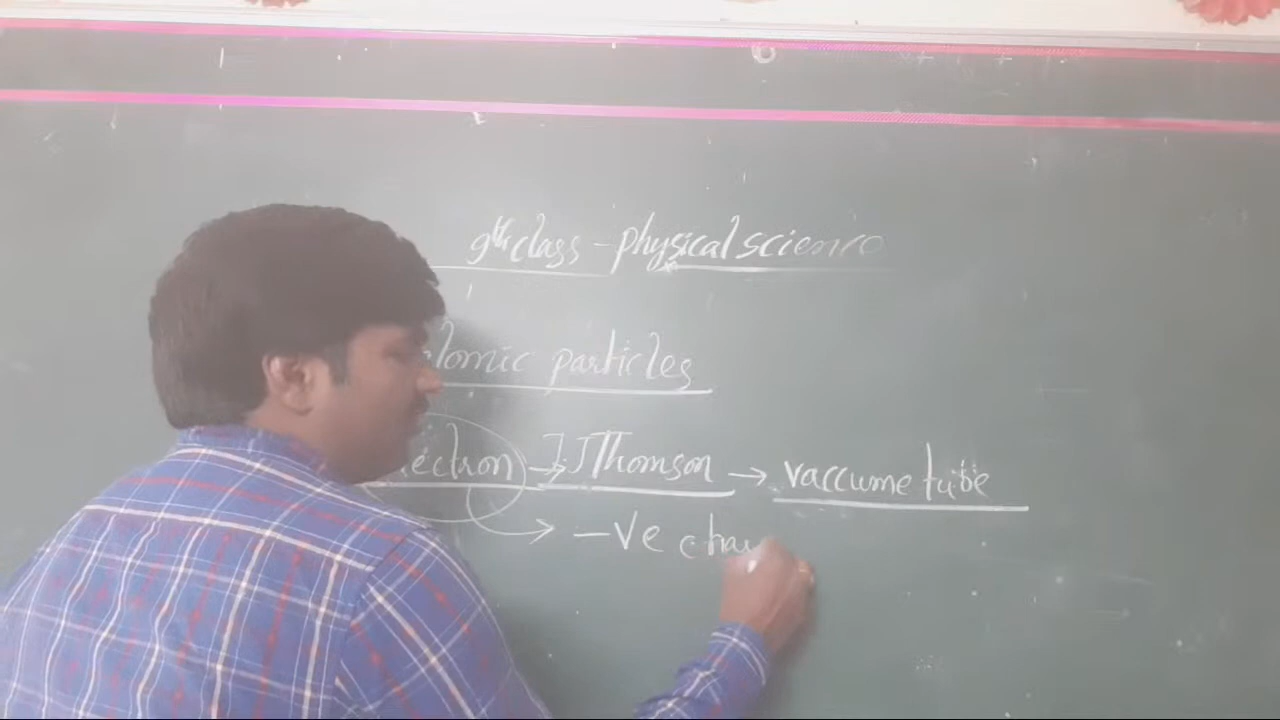 9th class - physical science
particles
J J Thomson → vaccume tube
→ -ve